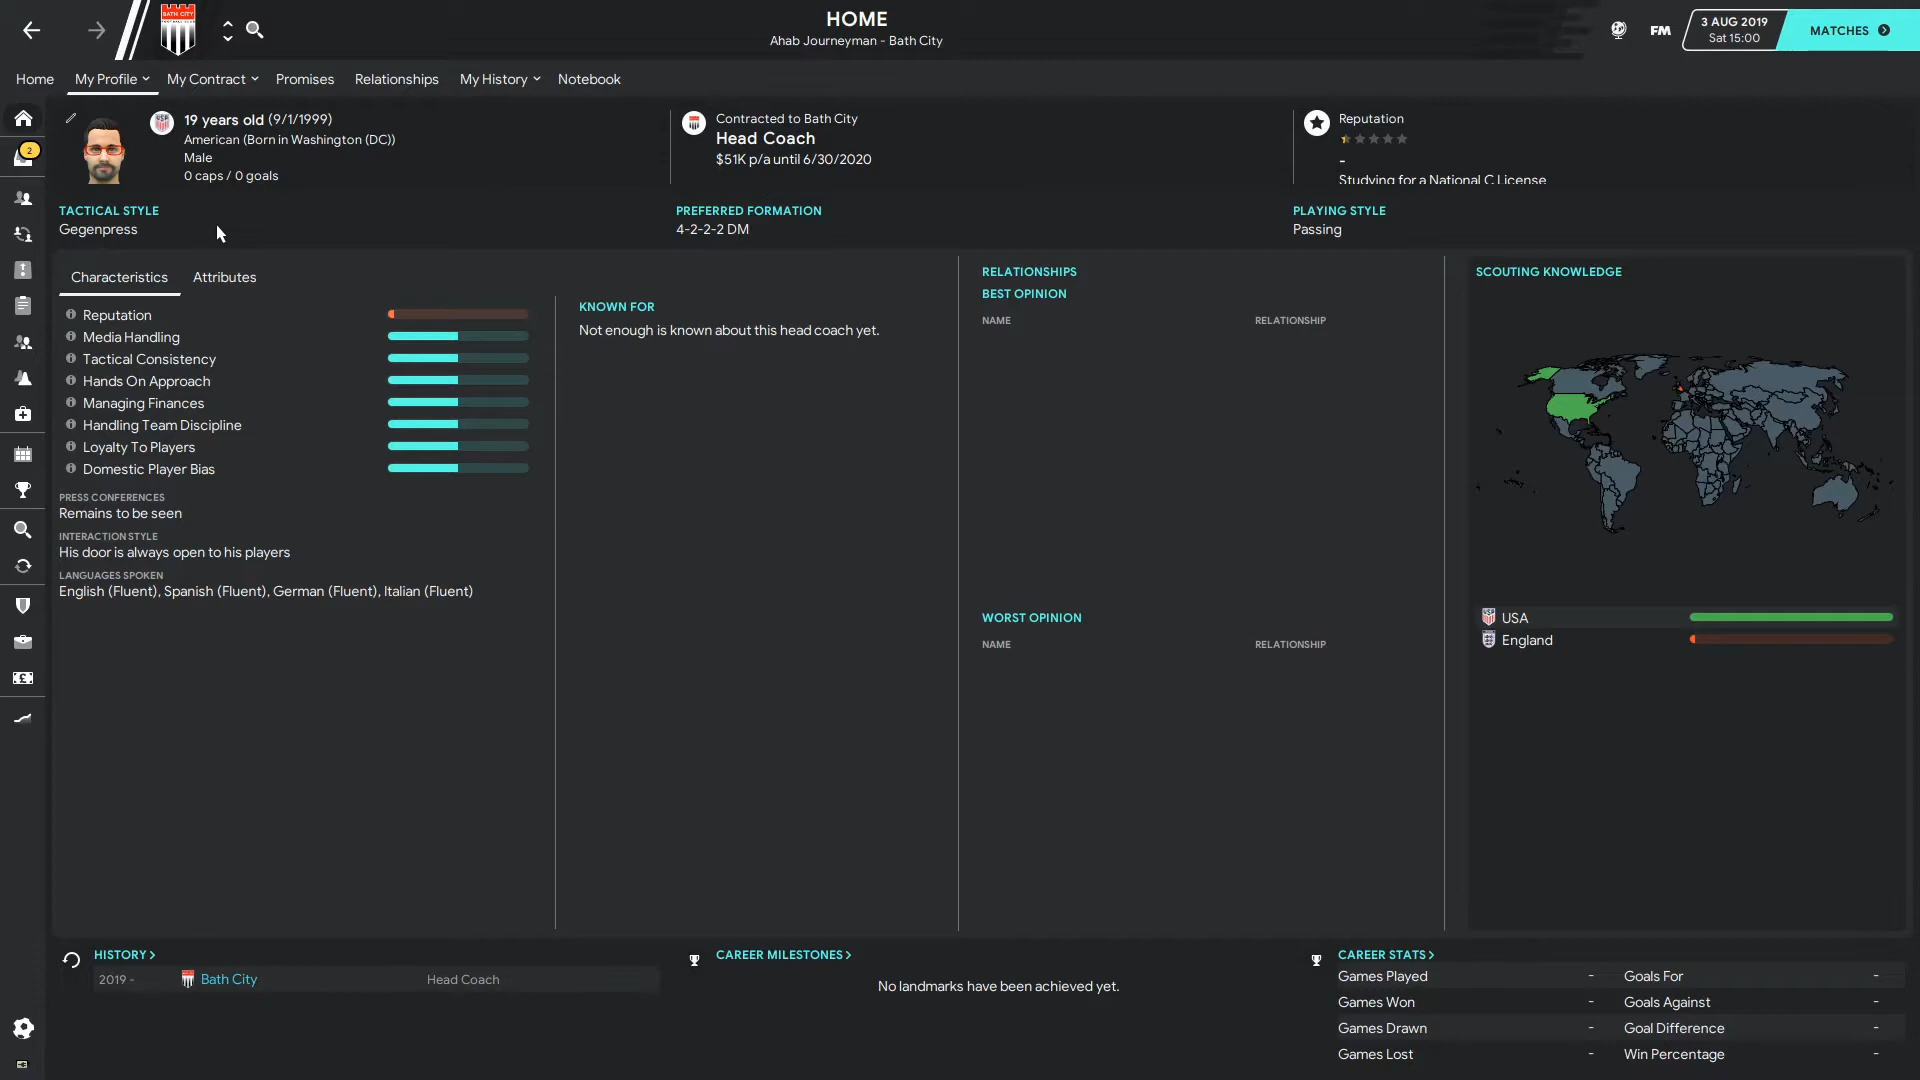 BATH CITY
HOME
Ahab Journeyman - Bath City
FM
3 AUG 2019
Sat 15:00
MATCHES
Home
My Profile
My Contract
Promises
Relationships
My History
Notebook
2
19 years old (9/1/1999)
American (Born in Washington (DC))
Male
0 caps / 0 goals
Contracted to Bath City
Head Coach
$51K p/a until 6/30/2020
Reputation
-
Studying for a National C License
TACTICAL STYLE
Gegenpress
PREFERRED FORMATION
4-2-2-2 DM
PLAYING STYLE
Passing
Characteristics
Attributes
Reputation
Media Handling
Tactical Consistency
Hands On Approach
Managing Finances
Handling Team Discipline
Loyalty To Players
Domestic Player Bias
PRESS CONFERENCES
Remains to be seen
INTERACTION STYLE
His door is always open to his players
LANGUAGES SPOKEN
English (Fluent), Spanish (Fluent), German (Fluent), Italian (Fluent)
KNOWN FOR
Not enough is known about this head coach yet.
RELATIONSHIPS
BEST OPINION
NAME RELATIONSHIP
WORST OPINION
NAME RELATIONSHIP
SCOUTING KNOWLEDGE
USA
England
HISTORY >
2019 - Bath City Head Coach
CAREER MILESTONES >
No landmarks have been achieved yet.
CAREER STATS >
Games Played - Goals For -
Games Won - Goals Against -
Games Drawn - Goal Difference -
Games Lost - Win Percentage -